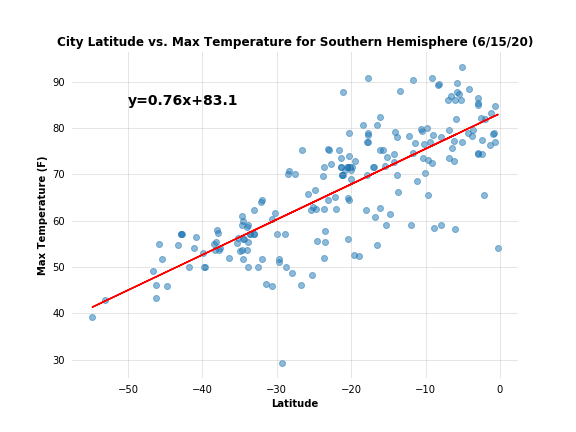 City Latitude vs. Max Temperature for Southern Hemisphere (6/15/20)
y=0.76x+83.1
Max Temperature (F)
90
80
70
60
50
40
30
−50 −40 −30 −20 −10 0
Latitude